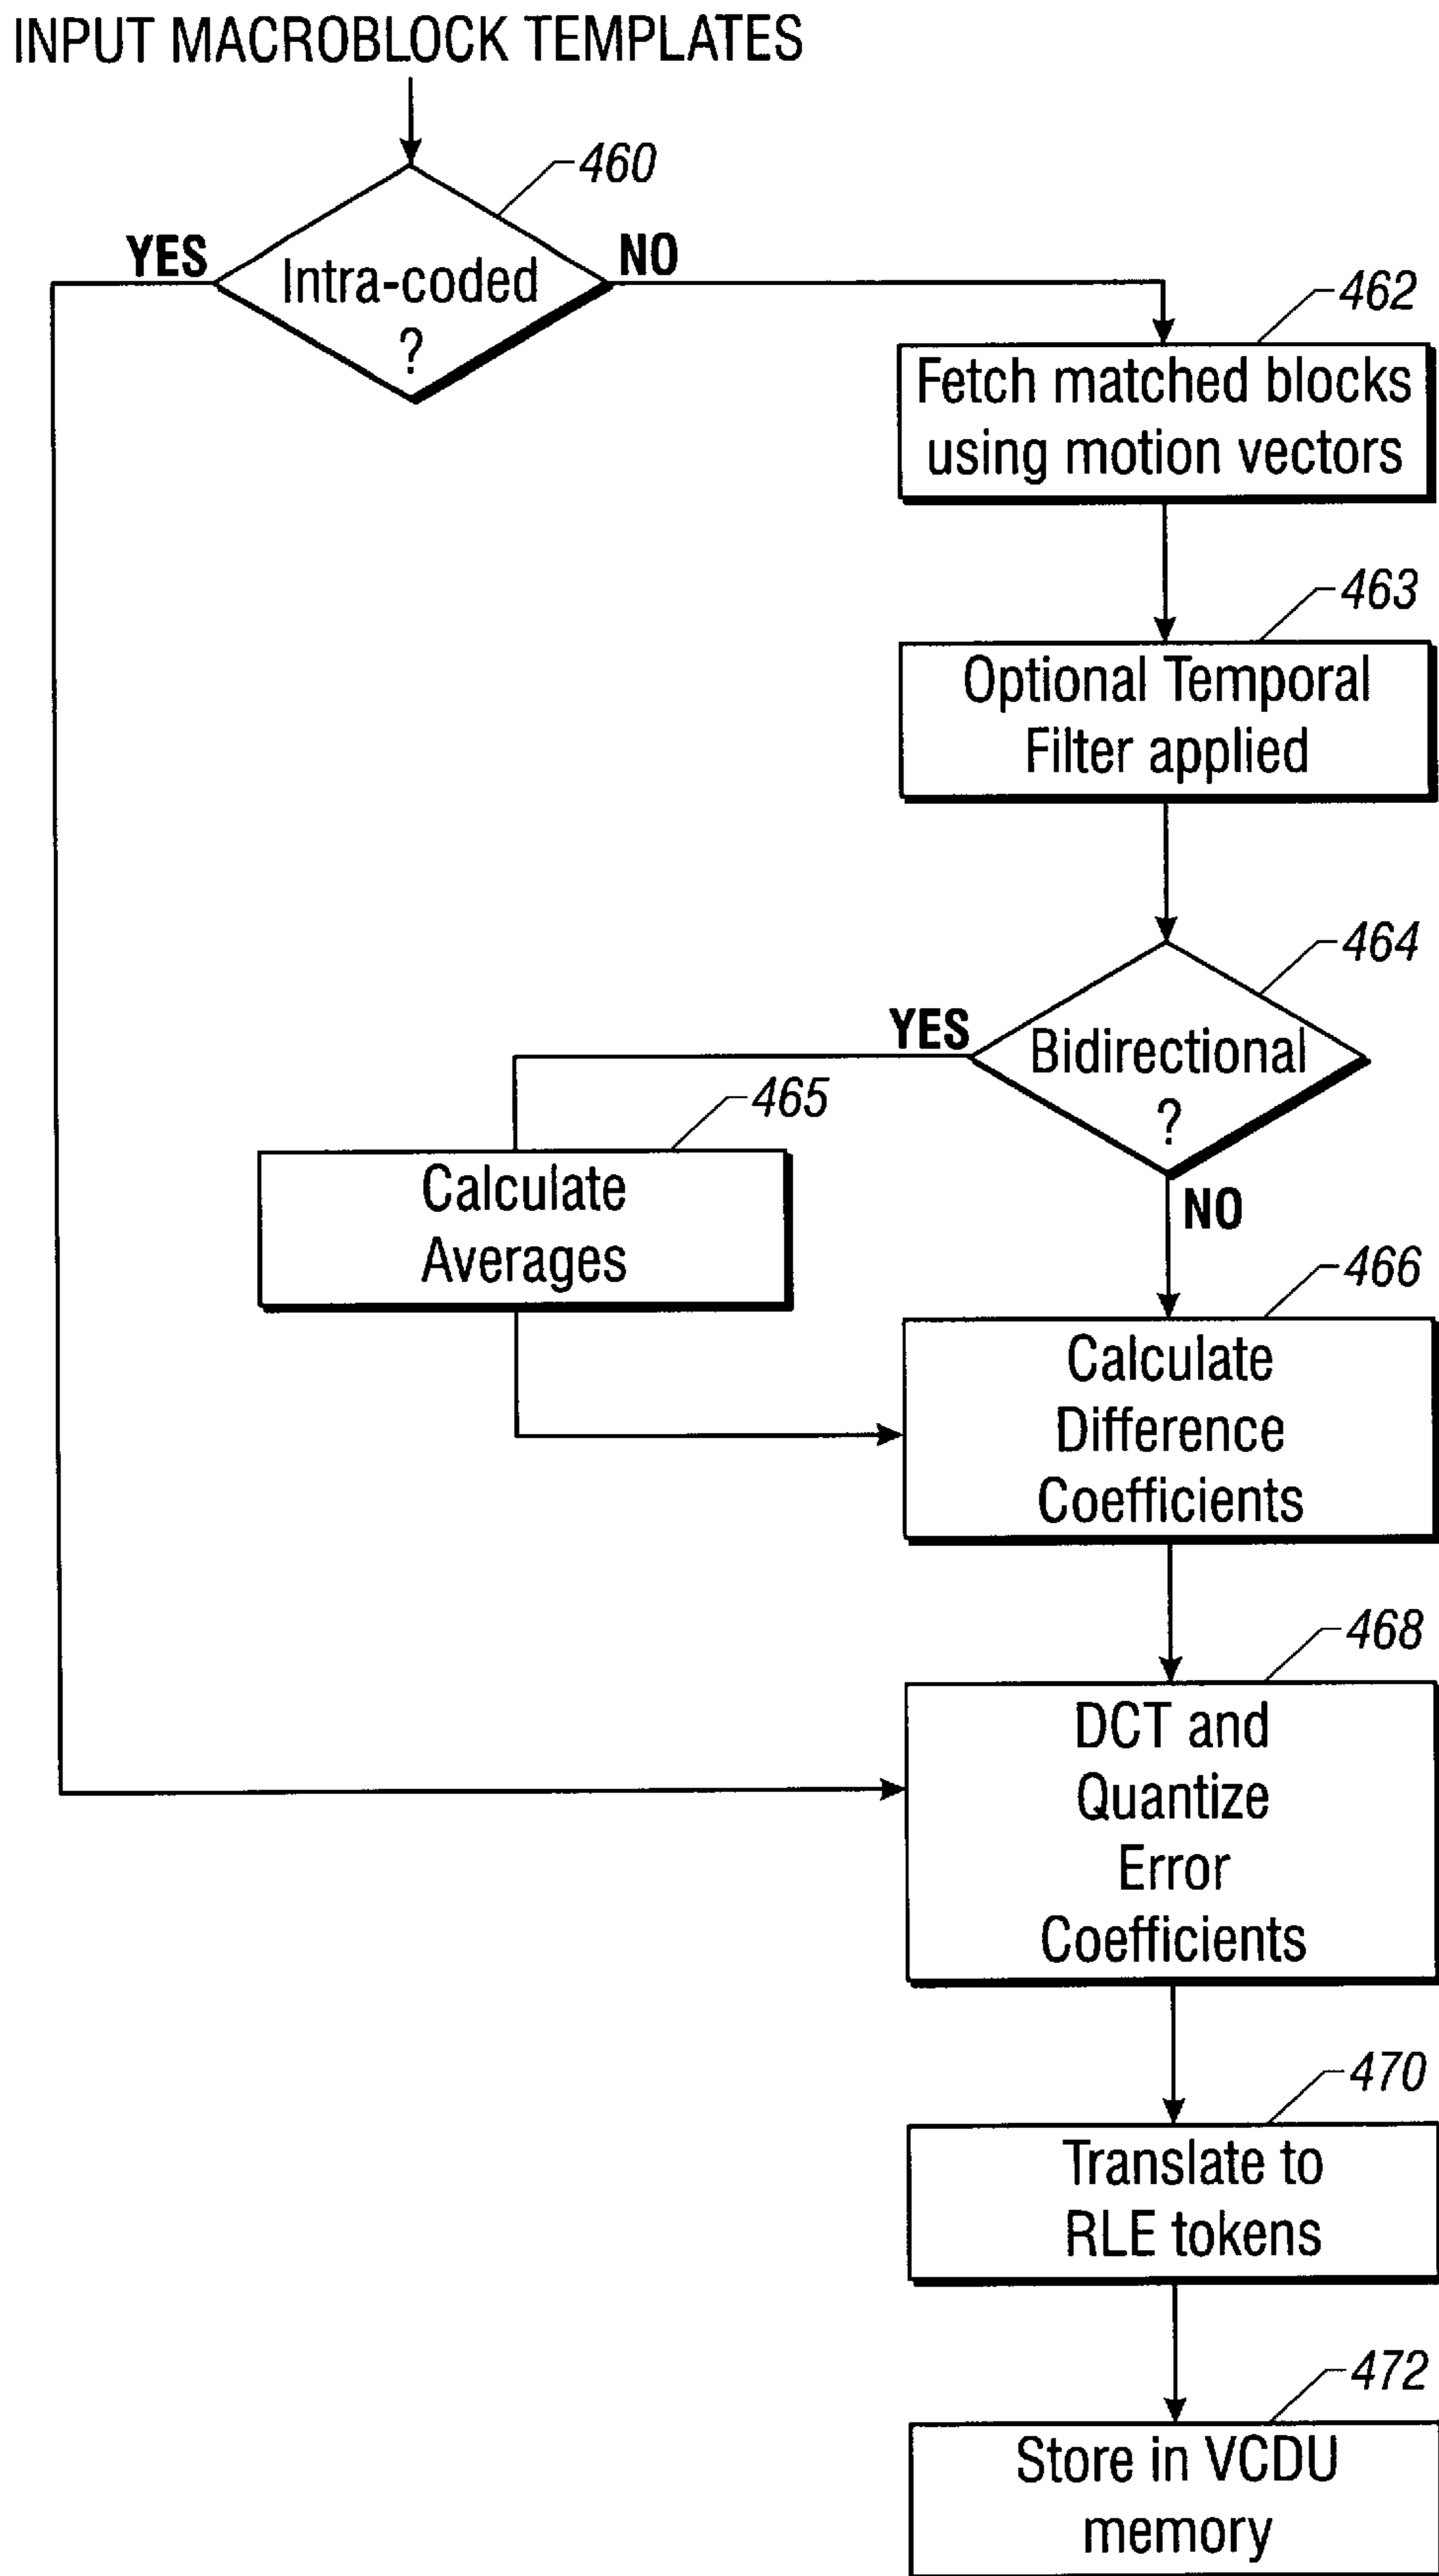 INPUT MACROBLOCK TEMPLATES
460
YES
NO
Intra-coded
?
462
Fetch matched blocks
using motion vectors
463
Optional Temporal
Filter applied
464
YES
Bidirectional
?
465
Calculate
Averages
NO
466
Calculate
Difference
Coefficients
468
DCT and
Quantize
Error
Coefficients
470
Translate to
RLE tokens
472
Store in VCDU
memory